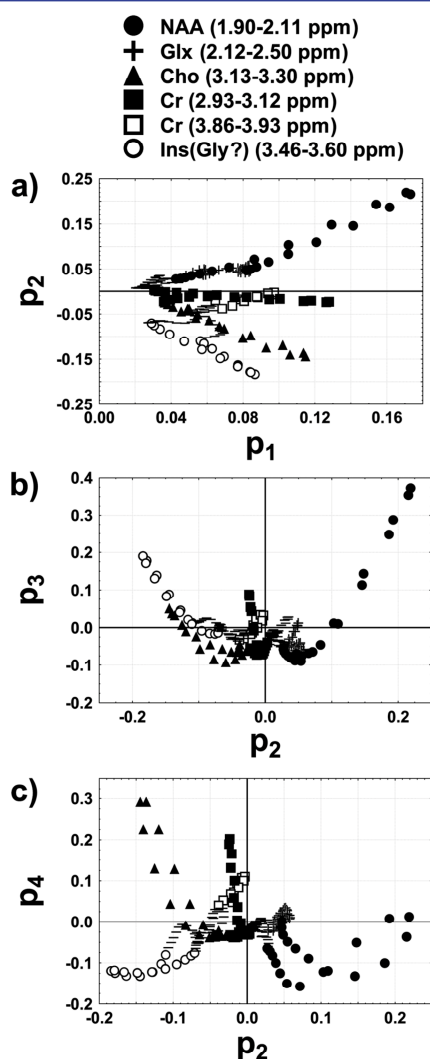 NAA (1.90-2.11 ppm)
Glx (2.12-2.50 ppm)
Cho (3.13-3.30 ppm)
Cr (2.93-3.12 ppm)
Cr (3.86-3.93 ppm)
Ins(Gly?) (3.46-3.60 ppm)
a)
0.25
0.15
0.05
-0.05
-0.15
-0.25
p2
0.00 0.04 0.08 0.12 0.16
p1
b)
0.4
0.3
0.2
0.1
0.0
-0.1
-0.2
p3
-0.2 0.0 0.2
p2
c)
0.3
0.2
0.1
0.0
-0.1
-0.2
p4
-0.2 -0.1 0.0 0.1 0.2
p2